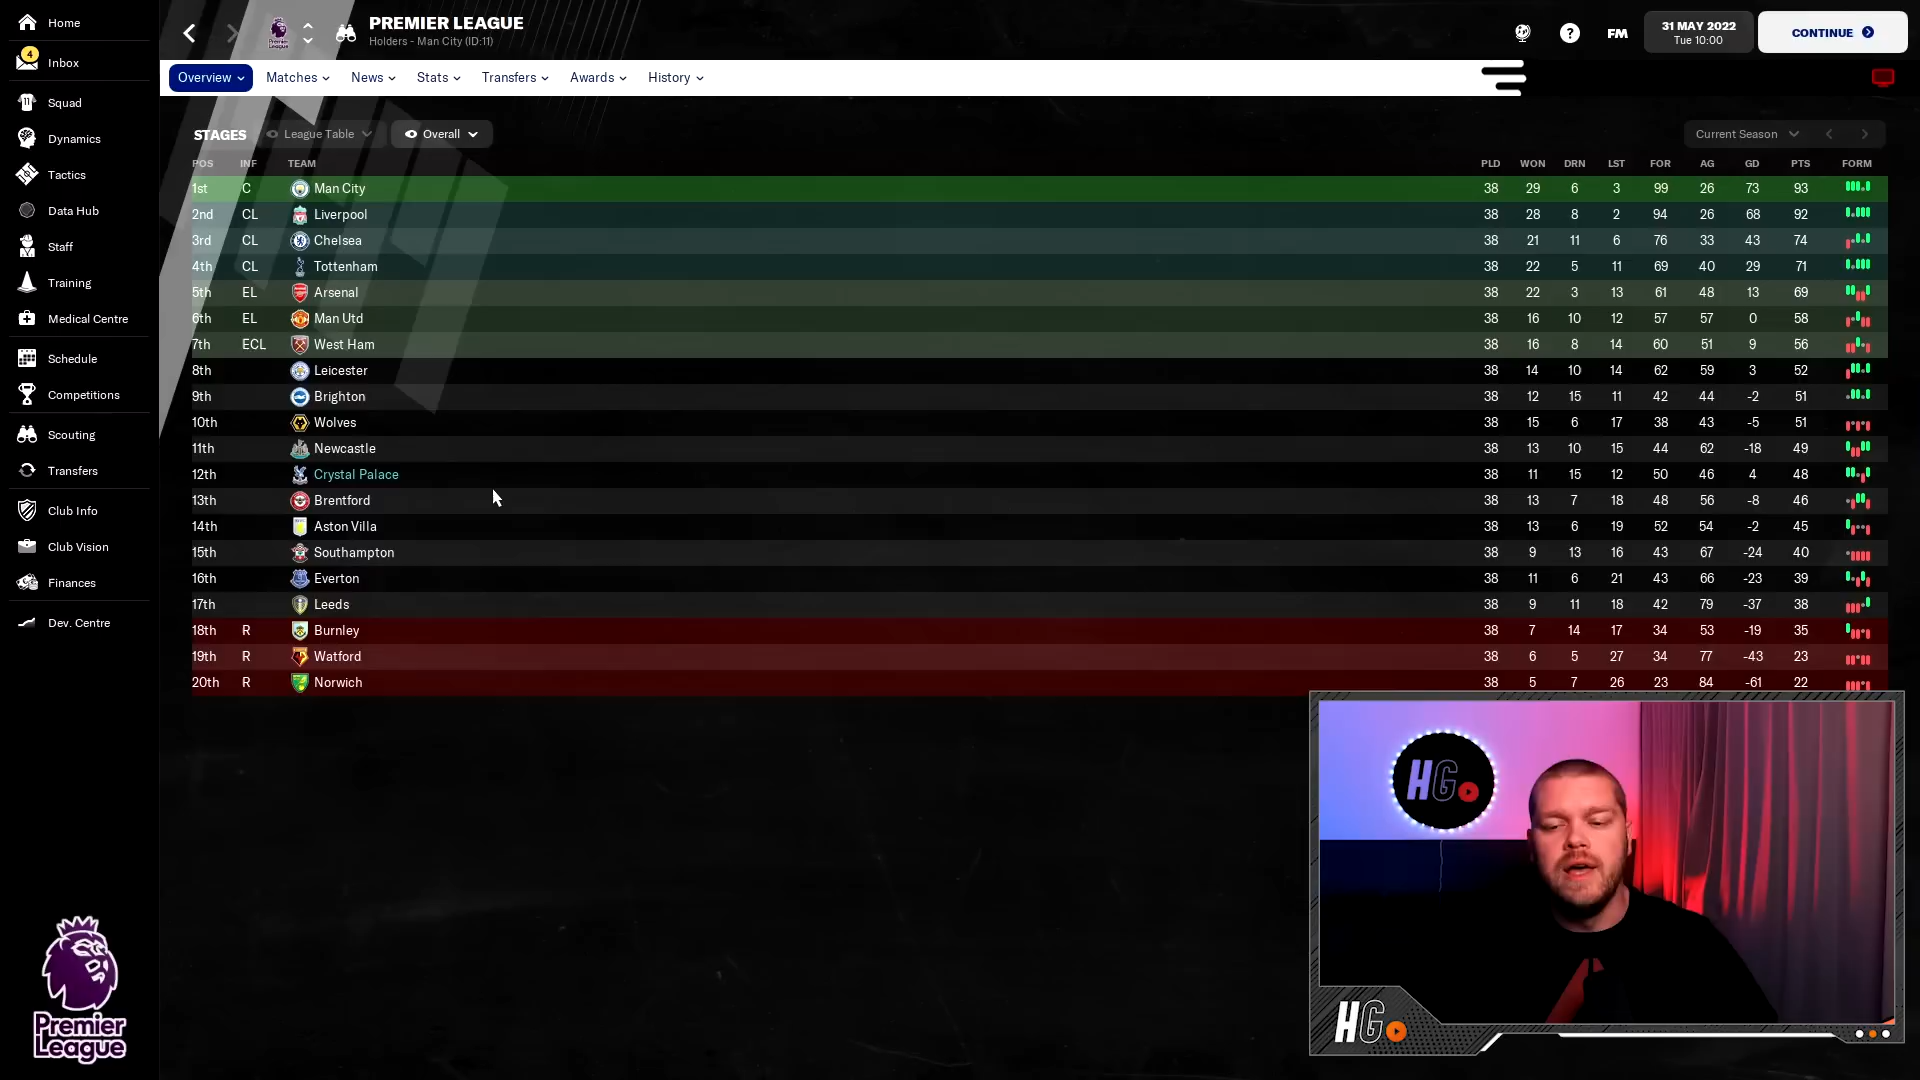 Home
4
Inbox
Squad
Dynamics
Tactics
Data Hub
Staff
Training
Medical Centre
Schedule
Competitions
Scouting
Transfers
Club Info
Club Vision
Finances
Dev. Centre
Premier
League
PREMIER LEAGUE
Holders - Man City (ID:11)
FM
31 MAY 2022
Tue 10:00
CONTINUE
Overview Matches News Stats Transfers Awards History
STAGES League Table Overall Current Season
POS INF TEAM PLD WON DRN LST FOR AG GD PTS FORM
1st C Man City 38 29 6 3 99 26 73 93
2nd CL Liverpool 38 28 8 2 94 26 68 92
3rd CL Chelsea 38 21 11 6 76 33 43 74
4th CL Tottenham 38 22 5 11 69 40 29 71
5th EL Arsenal 38 22 3 13 61 48 13 69
6th EL Man Utd 38 16 10 12 57 57 0 58
7th ECL West Ham 38 16 8 14 60 51 9 56
8th Leicester 38 14 10 14 62 59 3 52
9th Brighton 38 12 15 11 42 44 -2 51
10th Wolves 38 15 6 17 38 43 -5 51
11th Newcastle 38 13 10 15 44 62 -18 49
12th Crystal Palace 38 11 15 12 50 46 4 48
13th Brentford 38 13 7 18 48 56 -8 46
14th Aston Villa 38 13 6 19 52 54 -2 45
15th Southampton 38 9 13 16 43 67 -24 40
16th Everton 38 11 6 21 43 66 -23 39
17th Leeds 38 9 11 18 42 79 -37 38
18th R Burnley 38 7 14 17 34 53 -19 35
19th R Watford 38 6 5 27 34 77 -43 23
20th R Norwich 38 5 7 26 23 84 -61 22
HG
HG